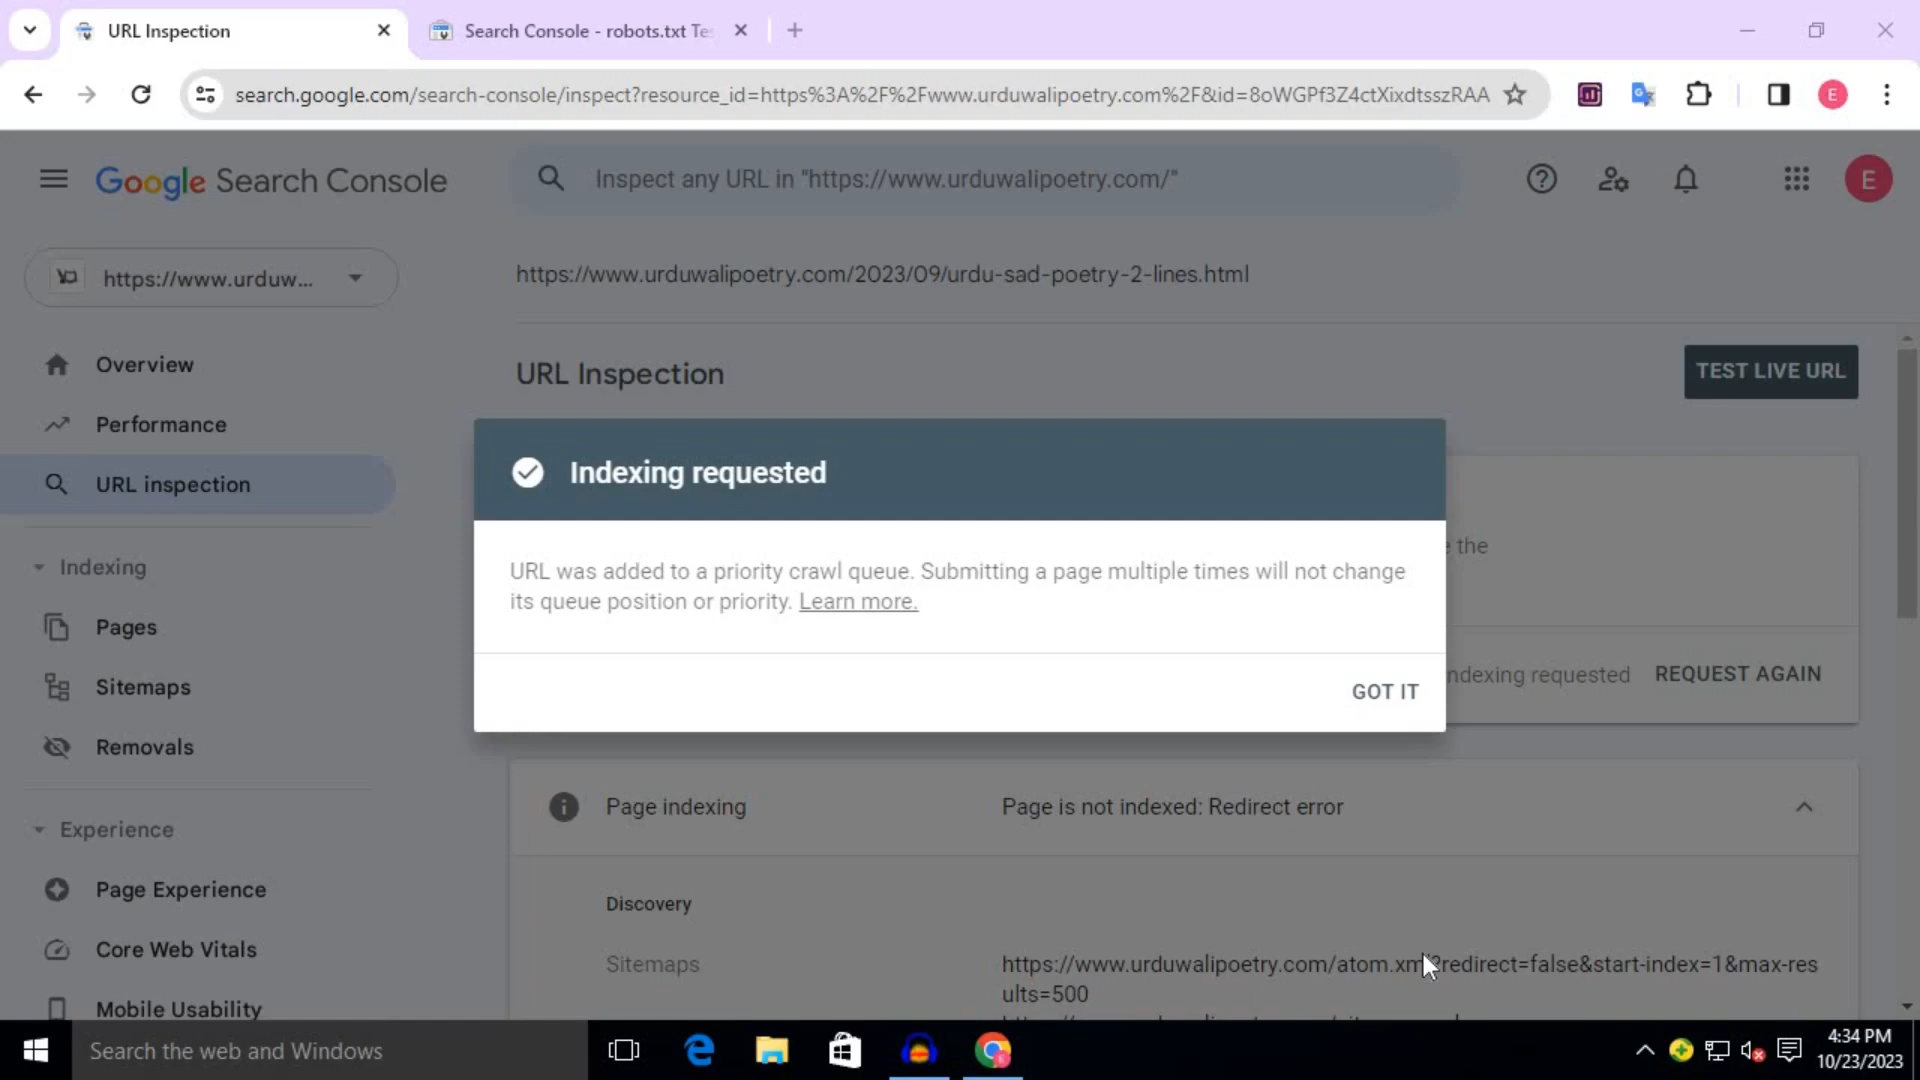 URL Inspection
Search Console - robots.txt Te
search.google.com/search-console/inspect?resource_id=https%3A%2F%2Fwww.urduwalipoetry.com%2F&id=8oWGPf3Z4ctXixdtsszRAA
E
Google Search Console
Inspect any URL in "https://www.urduwalipoetry.com/"
E
https://www.urduw...
https://www.urduwalipoetry.com/2023/09/urdu-sad-poetry-2-lines.html
Overview
URL Inspection
TEST LIVE URL
Performance
URL inspection
Indexing requested
the
URL was added to a priority crawl queue. Submitting a page multiple times will not change
its queue position or priority. Learn more.
Indexing
Pages
ndexing requested
REQUEST AGAIN
Sitemaps
GOT IT
Removals
Page indexing
Page is not indexed: Redirect error
Experience
Page Experience
Discovery
Core Web Vitals
Sitemaps
https://www.urduwalipoetry.com/atom.xml?redirect=false&start-index=1&max-res
ults=500
Mobile Usability
Search the web and Windows
4:34 PM
10/23/2023